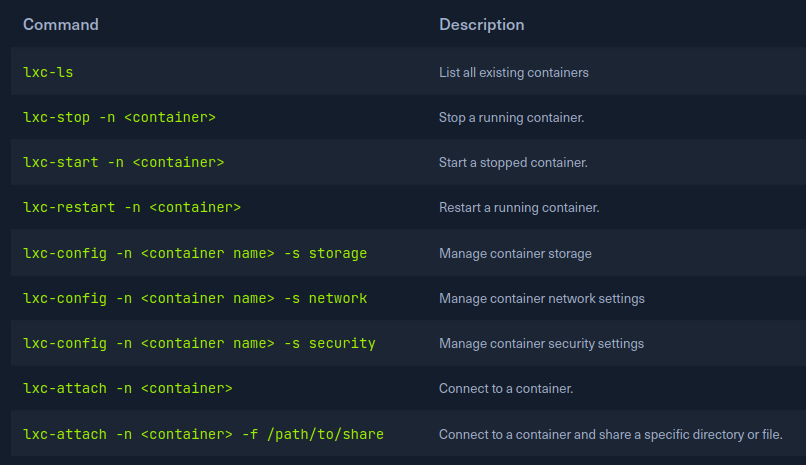 Command Description
lxc-ls List all existing containers
lxc-stop -n <container> Stop a running container.
lxc-start -n <container> Start a stopped container.
lxc-restart -n <container> Restart a running container.
lxc-config -n <container name> -s storage Manage container storage
lxc-config -n <container name> -s network Manage container network settings
lxc-config -n <container name> -s security Manage container security settings
lxc-attach -n <container> Connect to a container.
lxc-attach -n <container> -f /path/to/share Connect to a container and share a specific directory or file.